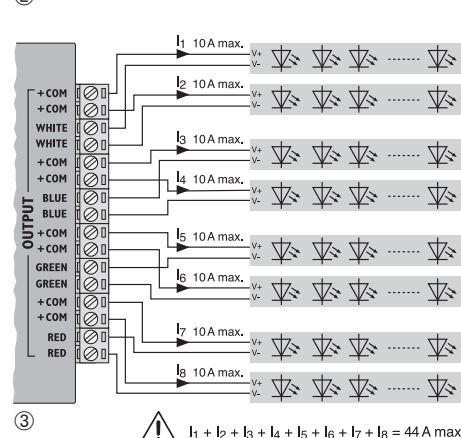 ②
I1 10 A max.
V+
V-
I2 10 A max.
V+
V-
I3 10 A max.
V+
V-
I4 10 A max.
V+
V-
I5 10 A max.
V+
V-
I6 10 A max.
V+
V-
I7 10 A max.
V+
V-
I8 10 A max.
V+
V-
OUTPUT
+COM
+COM
WHITE
WHITE
+COM
+COM
BLUE
BLUE
+COM
+COM
GREEN
GREEN
+COM
+COM
RED
RED
③
! I1 + I2 + I3 + I4 + I5 + I6 + I7 + I8 = 44 A max